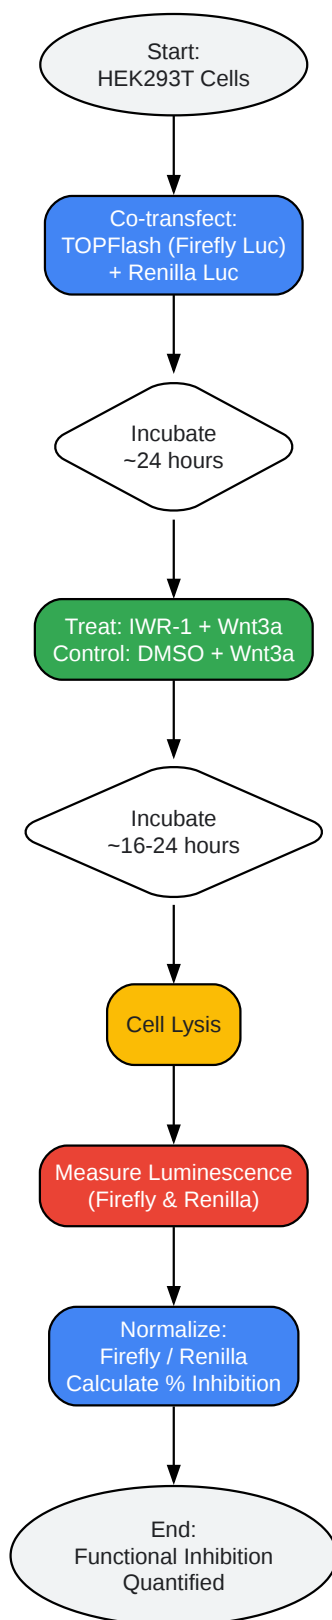 Start:
HEK293T Cells
Co-transfect:
TOPFlash (Firefly Luc)
+ Renilla Luc
Incubate
~24 hours
Treat: IWR-1 + Wnt3a
Control: DMSO + Wnt3a
Incubate
~16-24 hours
Cell Lysis
Measure Luminescence
(Firefly & Renilla)
Normalize:
Firefly / Renilla
Calculate % Inhibition
End:
Functional Inhibition
Quantified